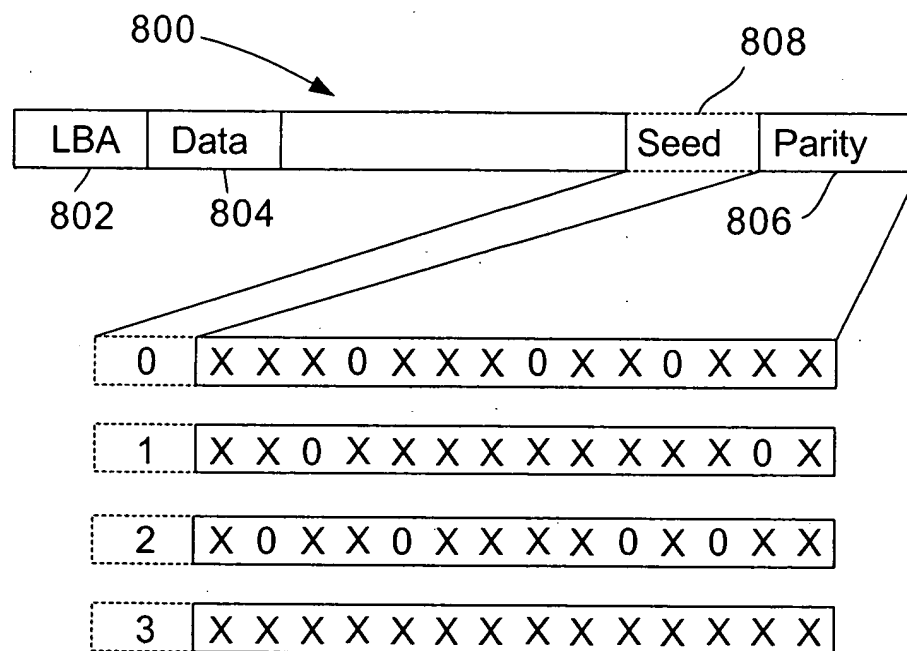 800
808
LBA Data Seed Parity
802
804
806
0 X X X 0 X X X 0 X X 0 X X X
1 X X 0 X X X X X X X X X 0 X
2 X 0 X X 0 X X X X 0 X 0 X X
3 X X X X X X X X X X X X X X